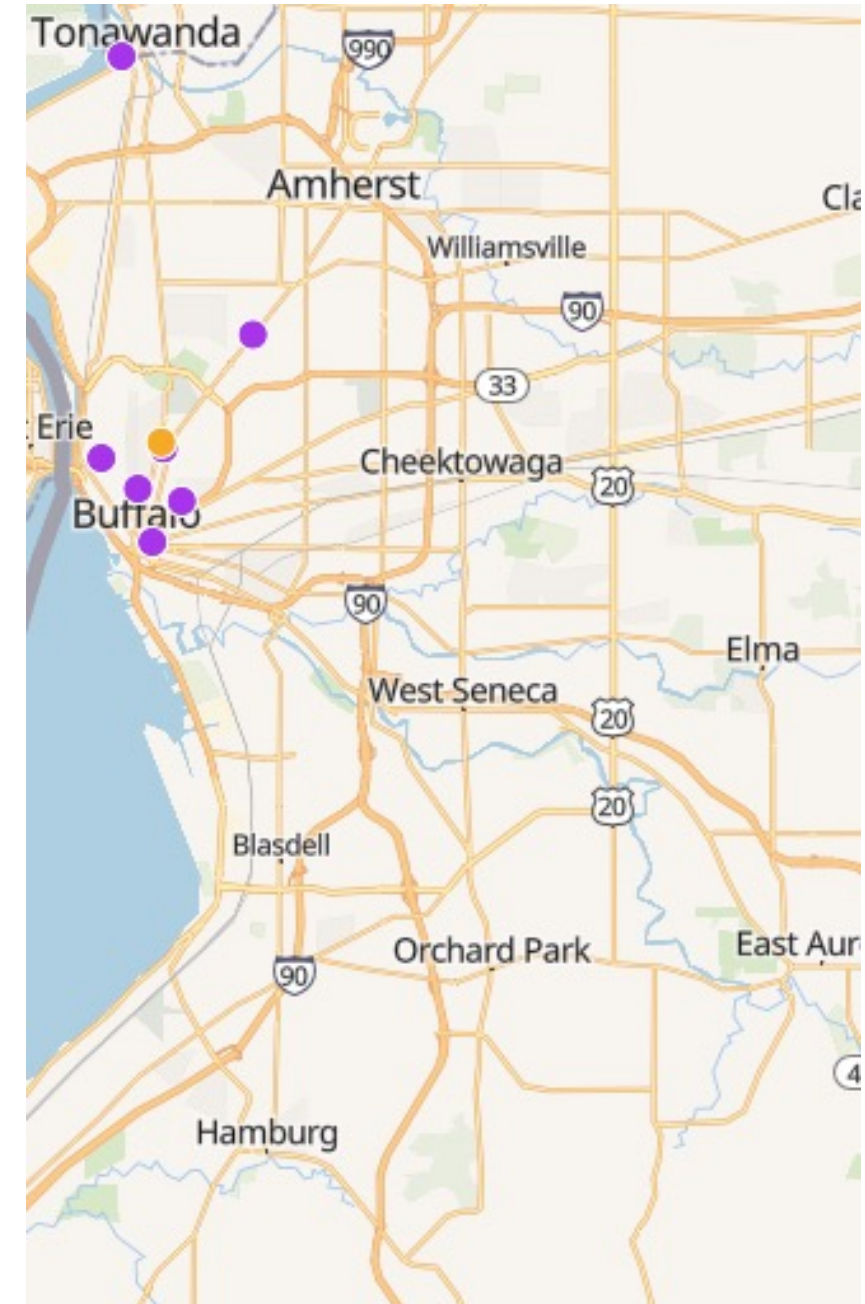 Tonawanda
990
Amherst
Cla
Williamsville
90
33
Erie
Cheektowaga
20
Buffalo
90
Elma
West Seneca
20
20
Blasdell
Orchard Park
East Aur
90
4
Hamburg